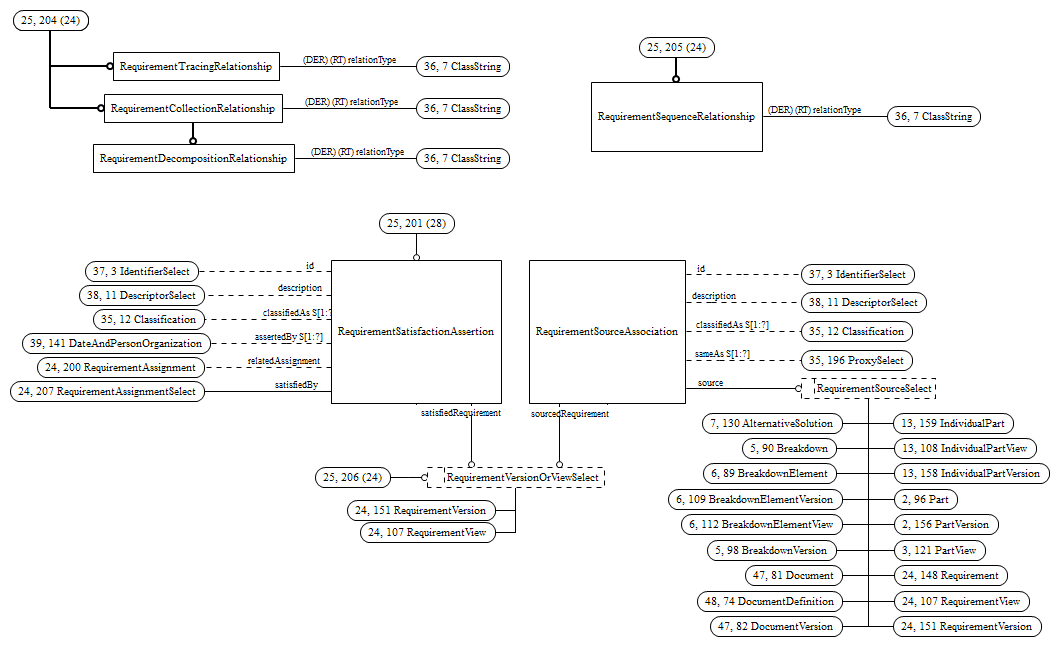 25, 204 (24)
RequirementTracingRelationship
(DER) (RT) relationType
36, 7 ClassString
RequirementCollectionRelationship
(DER) (RT) relationType
36, 7 ClassString
RequirementDecompositionRelationship
(DER) (RT) relationType
36, 7 ClassString
25, 205 (24)
RequirementSequenceRelationship
(DER) (RT) relationType
36, 7 ClassString
25, 201 (28)
37, 3 IdentifierSelect
id
38, 11 DescriptorSelect
description
35, 12 Classification
classifiedAs S[1:?
39, 141 DateAndPersonOrganization
assertedBy S[1:?]
24, 200 RequirementAssignment
relatedAssignment
24, 207 RequirementAssignmentSelect
satisfiedBy
RequirementSatisfactionAssertion
satisfiedRequirement
RequirementSourceAssociation
sourcedRequirement
id
37, 3 IdentifierSelect
description
38, 11 DescriptorSelect
classifiedAs S[1:?]
35, 12 Classification
sameAs S[1:?]
35, 196 ProxySelect
source
RequirementSourceSelect
25, 206 (24)
RequirementVersionOrViewSelect
24, 151 RequirementVersion
24, 107 RequirementView
7, 130 AlternativeSolution
13, 159 IndividualPart
5, 90 Breakdown
13, 108 IndividualPartView
6, 89 BreakdownElement
13, 158 IndividualPartVersion
6, 109 BreakdownElementVersion
2, 96 Part
6, 112 BreakdownElementView
2, 156 PartVersion
5, 98 BreakdownVersion
3, 121 PartView
47, 81 Document
24, 148 Requirement
48, 74 DocumentDefinition
24, 107 RequirementView
47, 82 DocumentVersion
24, 151 RequirementVersion